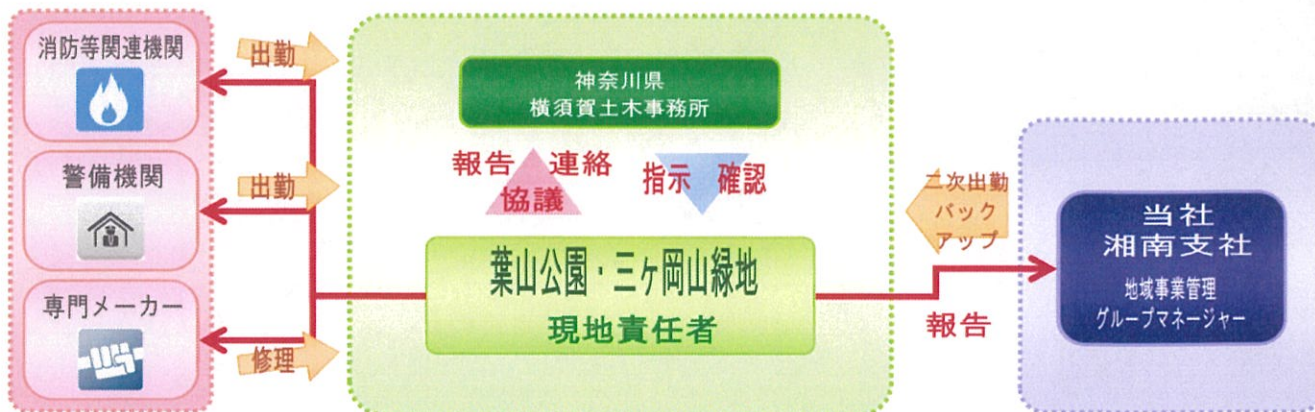 消防等関連機関
出勤
警備機関
出勤
専門メーカー
修理
神奈川県
横須賀土木事務所
報告 連絡
協議
指示 確認
葉山公園・三ヶ岡山緑地
現地責任者
二次出勤
バック
アップ
報告
当社
湘南支社
地域事業管理
グループマネージャー